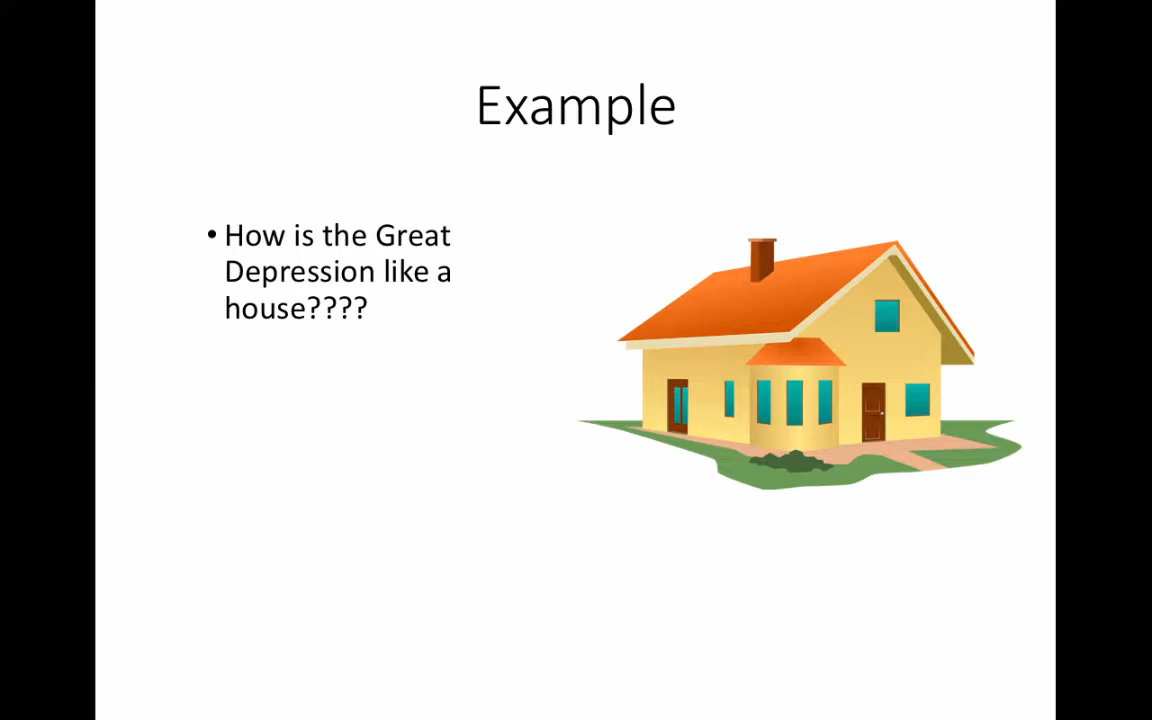 Example
• How is the Great
Depression like a
house????